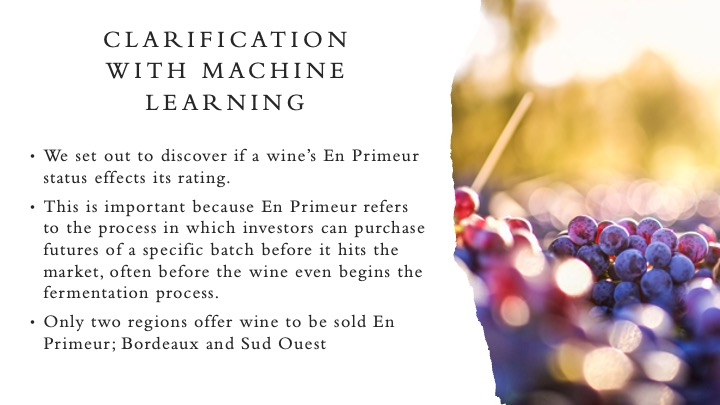 CLARIFICATION
WITH MACHINE
LEARNING
• We set out to discover if a wine’s En Primeur
status effects its rating.
• This is important because En Primeur refers
to the process in which investors can purchase
futures of a specific batch before it hits the
market, often before the wine even begins the
fermentation process.
• Only two regions offer wine to be sold En
Primeur; Bordeaux and Sud Ouest